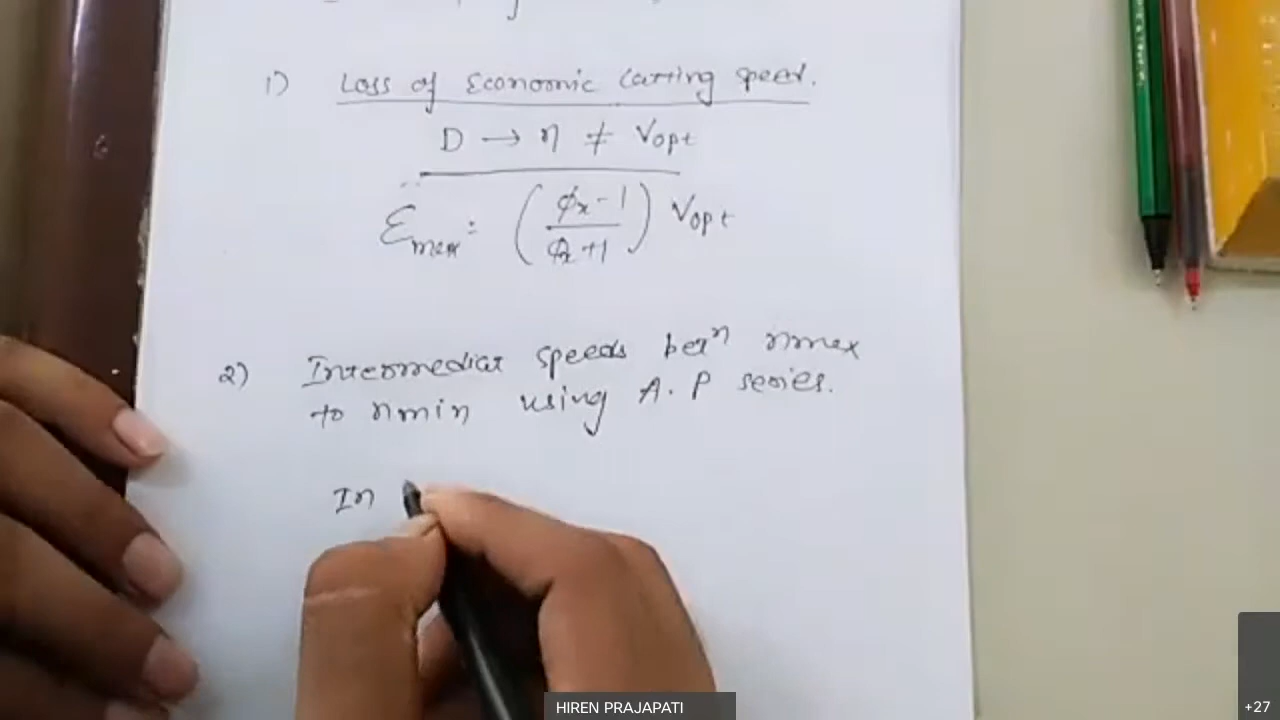 1) Loss of Economic Cutting speed.
D → η ≠ Vopt
Ɛmax = (ϕx-1 / ϕx+1) Vopt
2) Intermediat speeds betⁿ nmax
to nmin using A.P series.
In
HIREN PRAJAPATI
+27